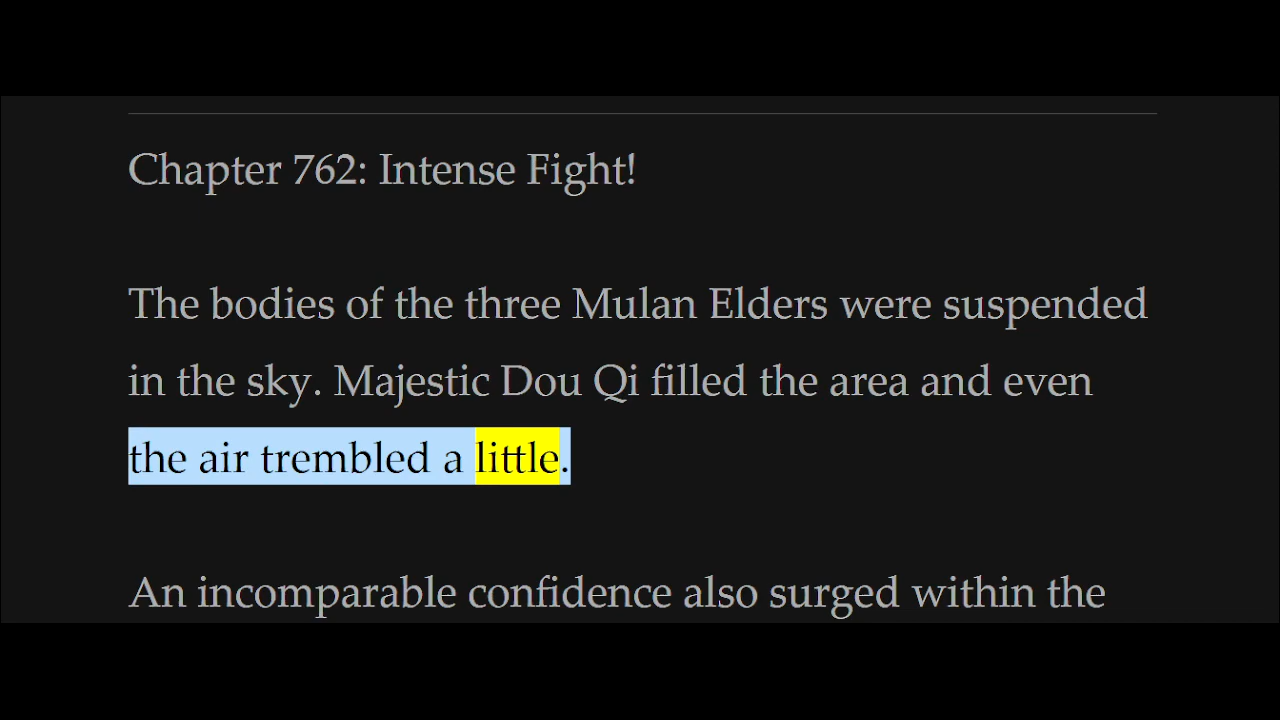 Chapter 762: Intense Fight!
The bodies of the three Mulan Elders were suspended
in the sky. Majestic Dou Qi filled the area and even
the air trembled a little.
An incomparable confidence also surged within the